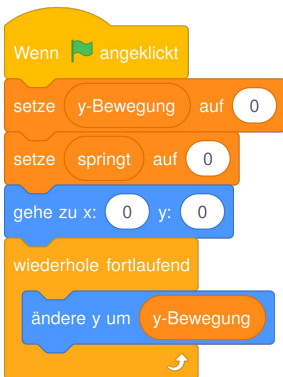 Wenn angeklickt
setze y-Bewegung auf 0
setze springt auf 0
gehe zu x: 0 y: 0
wiederhole fortlaufend
ändere y um y-Bewegung